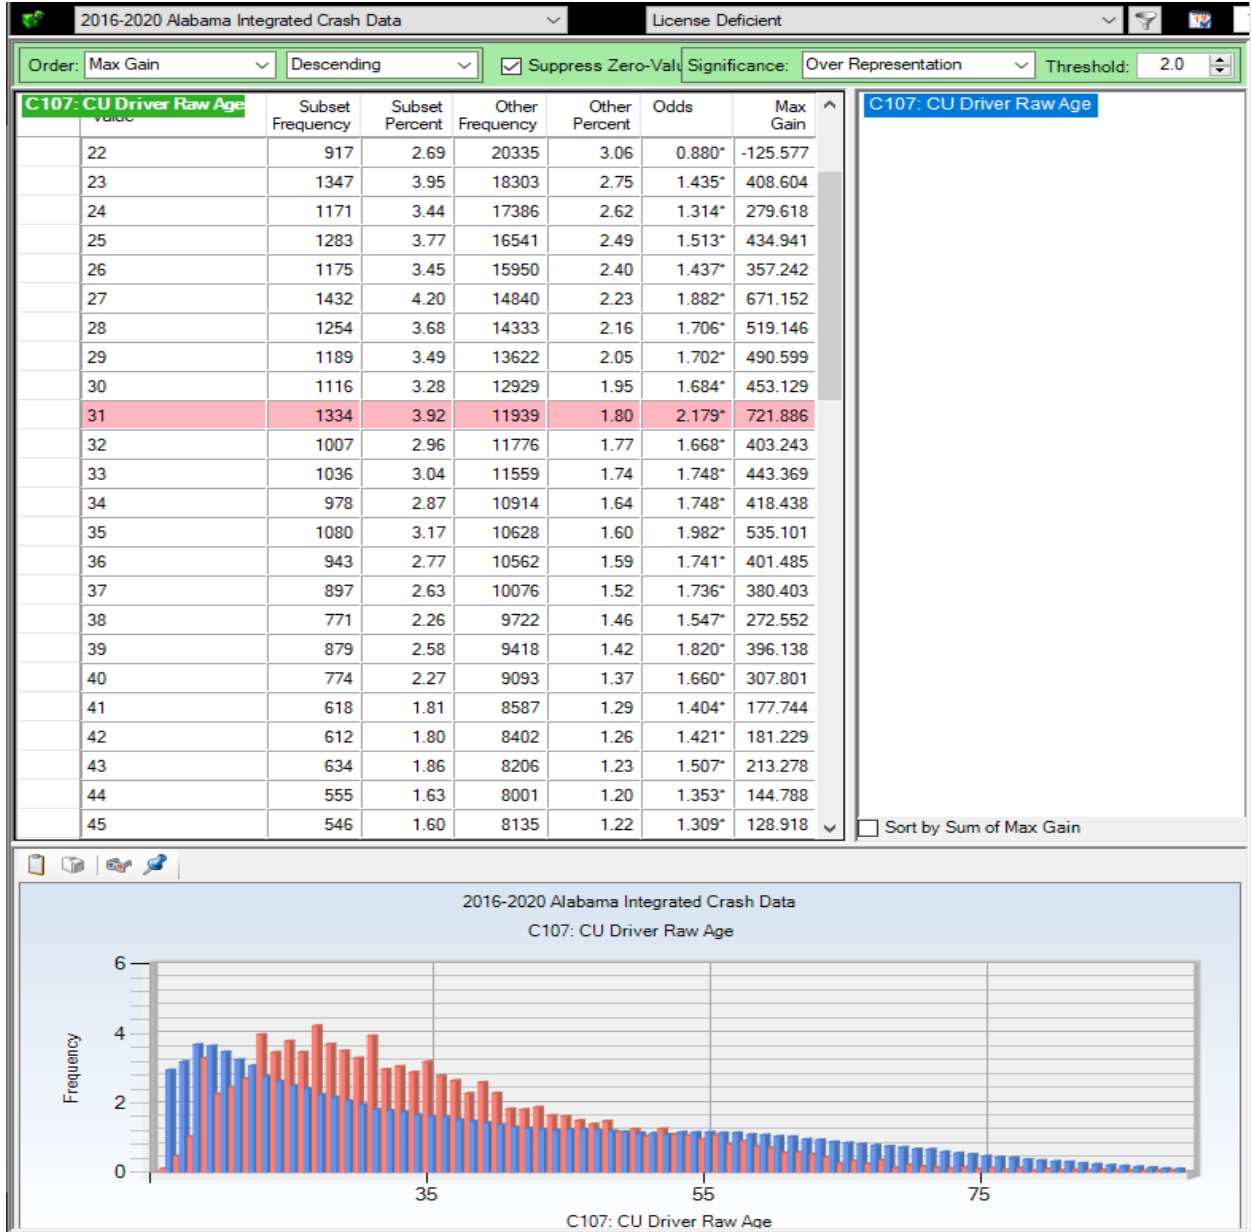 2016-2020 Alabama Integrated Crash Data License Deficient
Order: Max Gain Descending Suppress Zero-Valu Significance: Over Representation Threshold: 2.0
C107: CU Driver Raw Age Subset Frequency Subset Percent Other Frequency Other Percent Odds Max Gain
22 917 2.69 20335 3.06 0.880* -125.577
23 1347 3.95 18303 2.75 1.435* 408.604
24 1171 3.44 17386 2.62 1.314* 279.618
25 1283 3.77 16541 2.49 1.513* 434.941
26 1175 3.45 15950 2.40 1.437* 357.242
27 1432 4.20 14840 2.23 1.882* 671.152
28 1254 3.68 14333 2.16 1.706* 519.146
29 1189 3.49 13622 2.05 1.702* 490.599
30 1116 3.28 12929 1.95 1.684* 453.129
31 1334 3.92 11939 1.80 2.179* 721.886
32 1007 2.96 11776 1.77 1.668* 403.243
33 1036 3.04 11559 1.74 1.748* 443.369
34 978 2.87 10914 1.64 1.748* 418.438
35 1080 3.17 10628 1.60 1.982* 535.101
36 943 2.77 10562 1.59 1.741* 401.485
37 897 2.63 10076 1.52 1.736* 380.403
38 771 2.26 9722 1.46 1.547* 272.552
39 879 2.58 9418 1.42 1.820* 396.138
40 774 2.27 9093 1.37 1.660* 307.801
41 618 1.81 8587 1.29 1.404* 177.744
42 612 1.80 8402 1.26 1.421* 181.229
43 634 1.86 8206 1.23 1.507* 213.278
44 555 1.63 8001 1.20 1.353* 144.788
45 546 1.60 8135 1.22 1.309* 128.918
C107: CU Driver Raw Age
Sort by Sum of Max Gain
2016-2020 Alabama Integrated Crash Data
C107: CU Driver Raw Age
Frequency
6
4
2
0
35 55 75
C107: CU Driver Raw Age